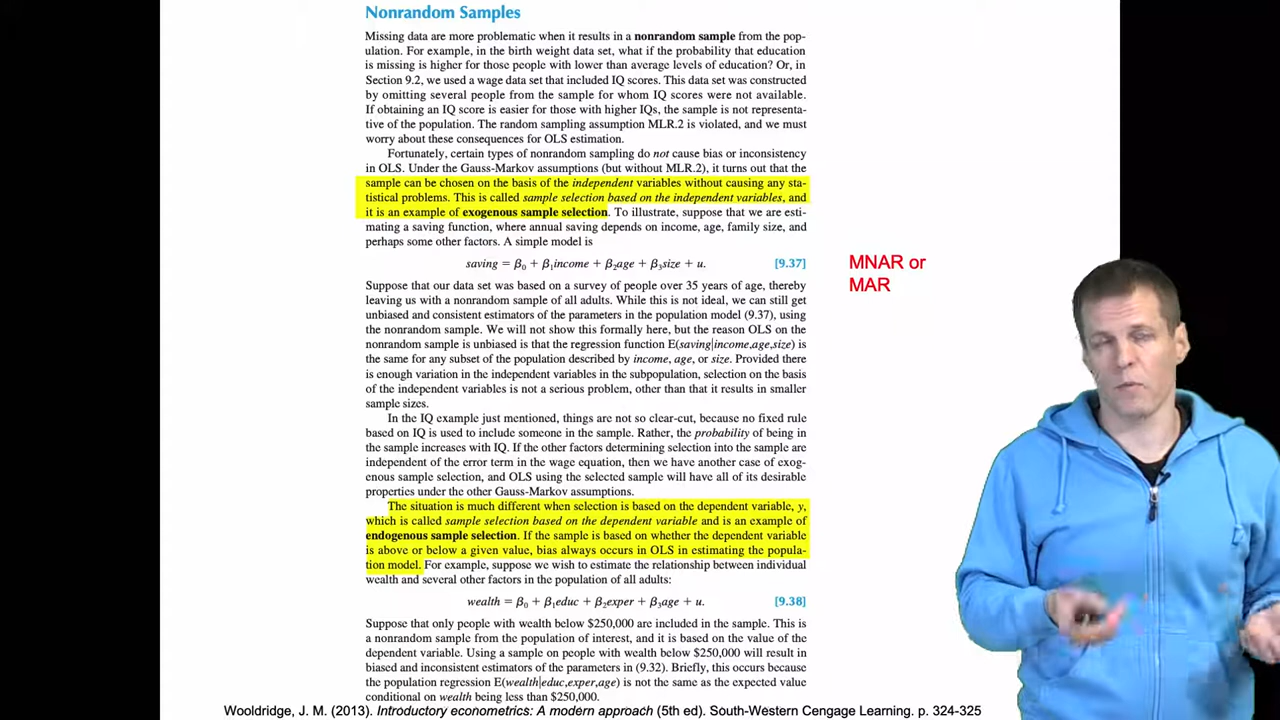 Nonrandom Samples
Missing data are more problematic when it results in a nonrandom sample from the pop-
ulation. For example, in the birth weight data set, what if the probability that education
is missing is higher for those people with lower than average levels of education? Or, in
Section 9.2, we used a wage data set that included IQ scores. This data set was constructed
by omitting several people from the sample for whom IQ scores were not available.
If obtaining an IQ score is easier for those with higher IQs, the sample is not representa-
tive of the population. The random sampling assumption MLR.2 is violated, and we must
worry about these consequences for OLS estimation.
Fortunately, certain types of nonrandom sampling do not cause bias or inconsistency
in OLS. Under the Gauss-Markov assumptions (but without MLR.2), it turns out that the
sample can be chosen on the basis of the independent variables without causing any sta-
tistical problems. This is called sample selection based on the independent variables, and
it is an example of exogenous sample selection. To illustrate, suppose that we are esti-
mating a saving function, where annual saving depends on income, age, family size, and
perhaps some other factors. A simple model is
saving = β₀ + β₁income + β₂age + β₃size + u. [9.37]
MNAR or
MAR
Suppose that our data set was based on a survey of people over 35 years of age, thereby
leaving us with a nonrandom sample of all adults. While this is not ideal, we can still get
unbiased and consistent estimators of the parameters in the population model (9.37), using
the nonrandom sample. We will not show this formally here, but the reason OLS on the
nonrandom sample is unbiased is that the regression function E(saving|income,age,size) is
the same for any subset of the population described by income, age, or size. Provided there
is enough variation in the independent variables in the subpopulation, selection on the basis
of the independent variables is not a serious problem, other than that it results in smaller
sample sizes.
In the IQ example just mentioned, things are not so clear-cut, because no fixed rule
based on IQ is used to include someone in the sample. Rather, the probability of being in
the sample increases with IQ. If the other factors determining selection into the sample are
independent of the error term in the wage equation, then we have another case of exog-
enous sample selection, and OLS using the selected sample will have all of its desirable
properties under the other Gauss-Markov assumptions.
The situation is much different when selection is based on the dependent variable, y,
which is called sample selection based on the dependent variable and is an example of
endogenous sample selection. If the sample is based on whether the dependent variable
is above or below a given value, bias always occurs in OLS in estimating the popula-
tion model. For example, suppose we wish to estimate the relationship between individual
wealth and several other factors in the population of all adults:
wealth = β₀ + β₁educ + β₂exper + β₃age + u. [9.38]
Suppose that only people with wealth below $250,000 are included in the sample. This is
a nonrandom sample from the population of interest, and it is based on the value of the
dependent variable. Using a sample on people with wealth below $250,000 will result in
biased and inconsistent estimators of the parameters in (9.32). Briefly, this occurs because
the population regression E(wealth|educ,exper,age) is not the same as the expected value
conditional on wealth being less than $250,000.
Wooldridge, J. M. (2013). Introductory econometrics: A modern approach (5th ed). South-Western Cengage Learning. p. 324-325